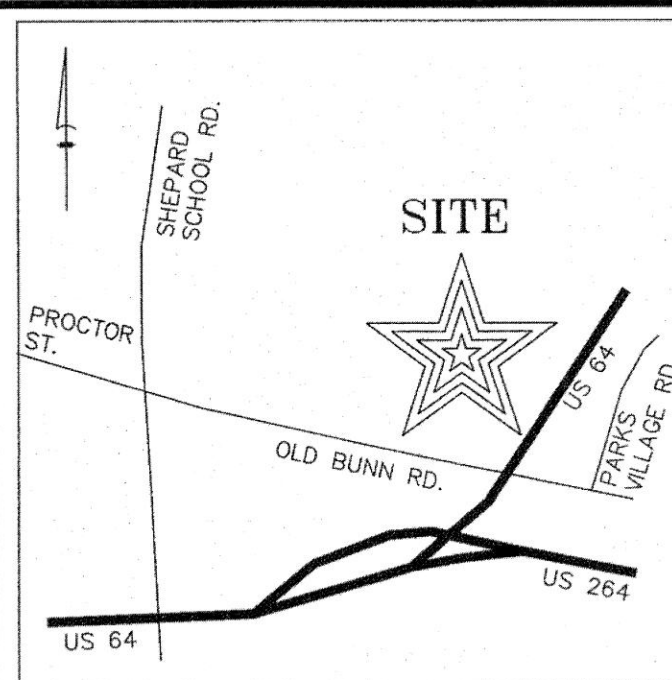 SHEPARD
SCHOOL RD.
SITE
PROCTOR
ST.
US 64
PARKS
VILLAGE RD.
OLD BUNN RD.
US 264
US 64